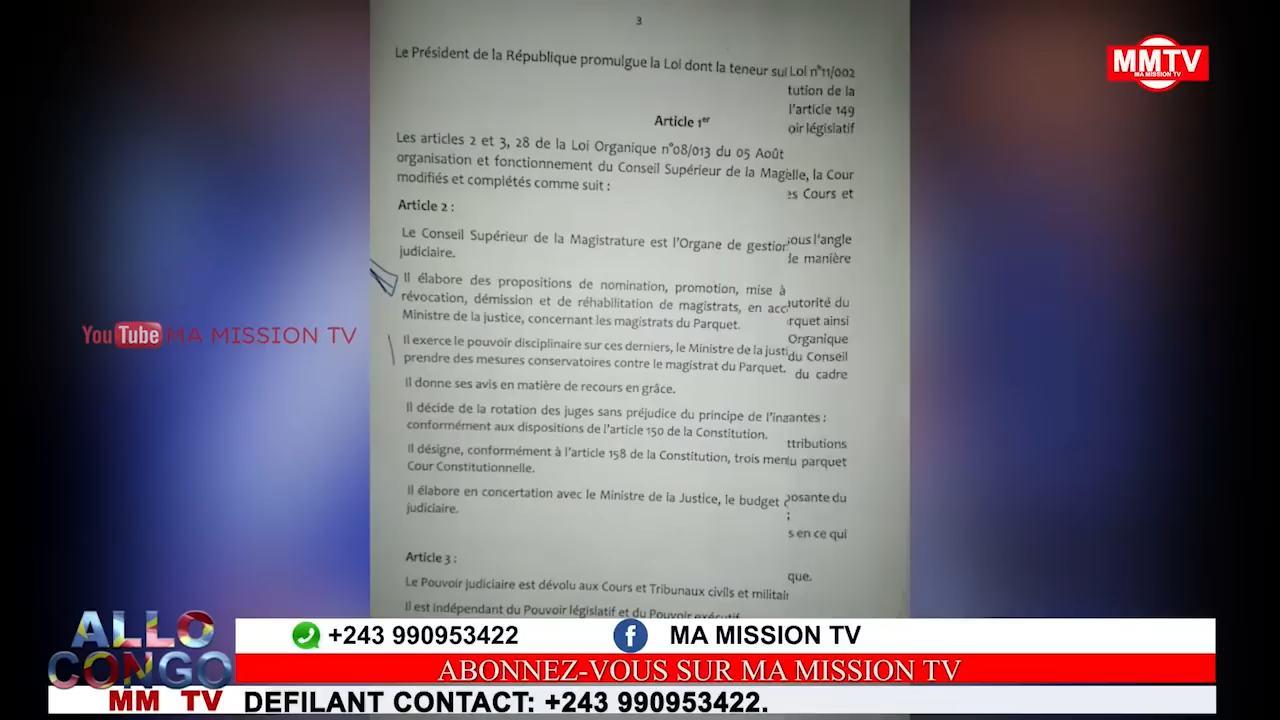 3
Le Président de la République promulgue la Loi dont la teneur sui
Article 1er
Les articles 2 et 3, 28 de la Loi Organique n°08/013 du 05 Août
organisation et fonctionnement du Conseil Supérieur de la Mag
modifiés et complétés comme suit :
Article 2 :
Le Conseil Supérieur de la Magistrature est l'Organe de gestion
judiciaire.
Il élabore des propositions de nomination, promotion, mise à
révocation, démission et de réhabilitation de magistrats, en acc
Ministre de la justice, concernant les magistrats du Parquet.
Il exerce le pouvoir disciplinaire sur ces derniers, le Ministre de la justi
prendre des mesures conservatoires contre le magistrat du Parquet.
Il donne ses avis en matière de recours en grâce.
Il décide de la rotation des juges sans préjudice du principe de l'ina
conformément aux dispositions de l'article 150 de la Constitution.
Il désigne, conformément à l'article 158 de la Constitution, trois mem
Cour Constitutionnelle.
Il élabore en concertation avec le Ministre de la Justice, le budget
judiciaire.
Article 3 :
Le Pouvoir judiciaire est dévolu aux Cours et Tribunaux civils et militair
Il est indépendant du Pouvoir législatif et du Pouvoir exécutif
Loi n°11/002
tution de la
l'article 149
oir législatif
elle, la Cour
es Cours et
sous l'angle
de manière
utorité du
rquet ainsi
Organique
du Conseil
du cadre
antes :
ttributions
u parquet
posante du
;
s en ce qui
que.
MMTV
MA MISSION TV
YouTube MA MISSION TV
ALLO
CONGO
MM TV
+243 990953422
MA MISSION TV
ABONNEZ-VOUS SUR MA MISSION TV
DEFILANT CONTACT: +243 990953422.